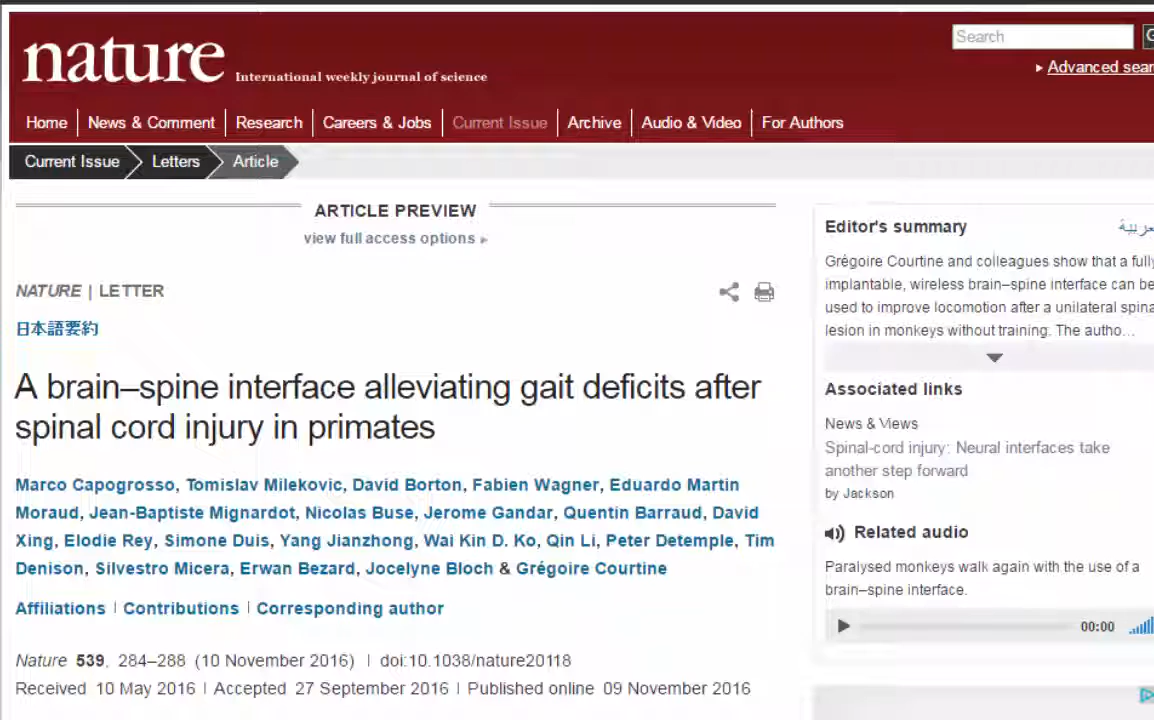 nature International weekly journal of science
Search
Advanced sear
Home News & Comment Research Careers & Jobs Current Issue Archive Audio & Video For Authors
Current Issue Letters Article
ARTICLE PREVIEW
view full access options
NATURE | LETTER
日本語要約
A brain–spine interface alleviating gait deficits after
spinal cord injury in primates
Marco Capogrosso, Tomislav Milekovic, David Borton, Fabien Wagner, Eduardo Martin
Moraud, Jean-Baptiste Mignardot, Nicolas Buse, Jerome Gandar, Quentin Barraud, David
Xing, Elodie Rey, Simone Duis, Yang Jianzhong, Wai Kin D. Ko, Qin Li, Peter Detemple, Tim
Denison, Silvestro Micera, Erwan Bezard, Jocelyne Bloch & Grégoire Courtine
Affiliations | Contributions | Corresponding author
Nature 539, 284–288 (10 November 2016) | doi:10.1038/nature20118
Received 10 May 2016 | Accepted 27 September 2016 | Published online 09 November 2016
Editor's summary
Grégoire Courtine and colleagues show that a fully
implantable, wireless brain–spine interface can be
used to improve locomotion after a unilateral spina
lesion in monkeys without training. The autho…
Associated links
News & Views
Spinal-cord injury: Neural interfaces take
another step forward
by Jackson
Related audio
Paralysed monkeys walk again with the use of a
brain–spine interface.
00:00